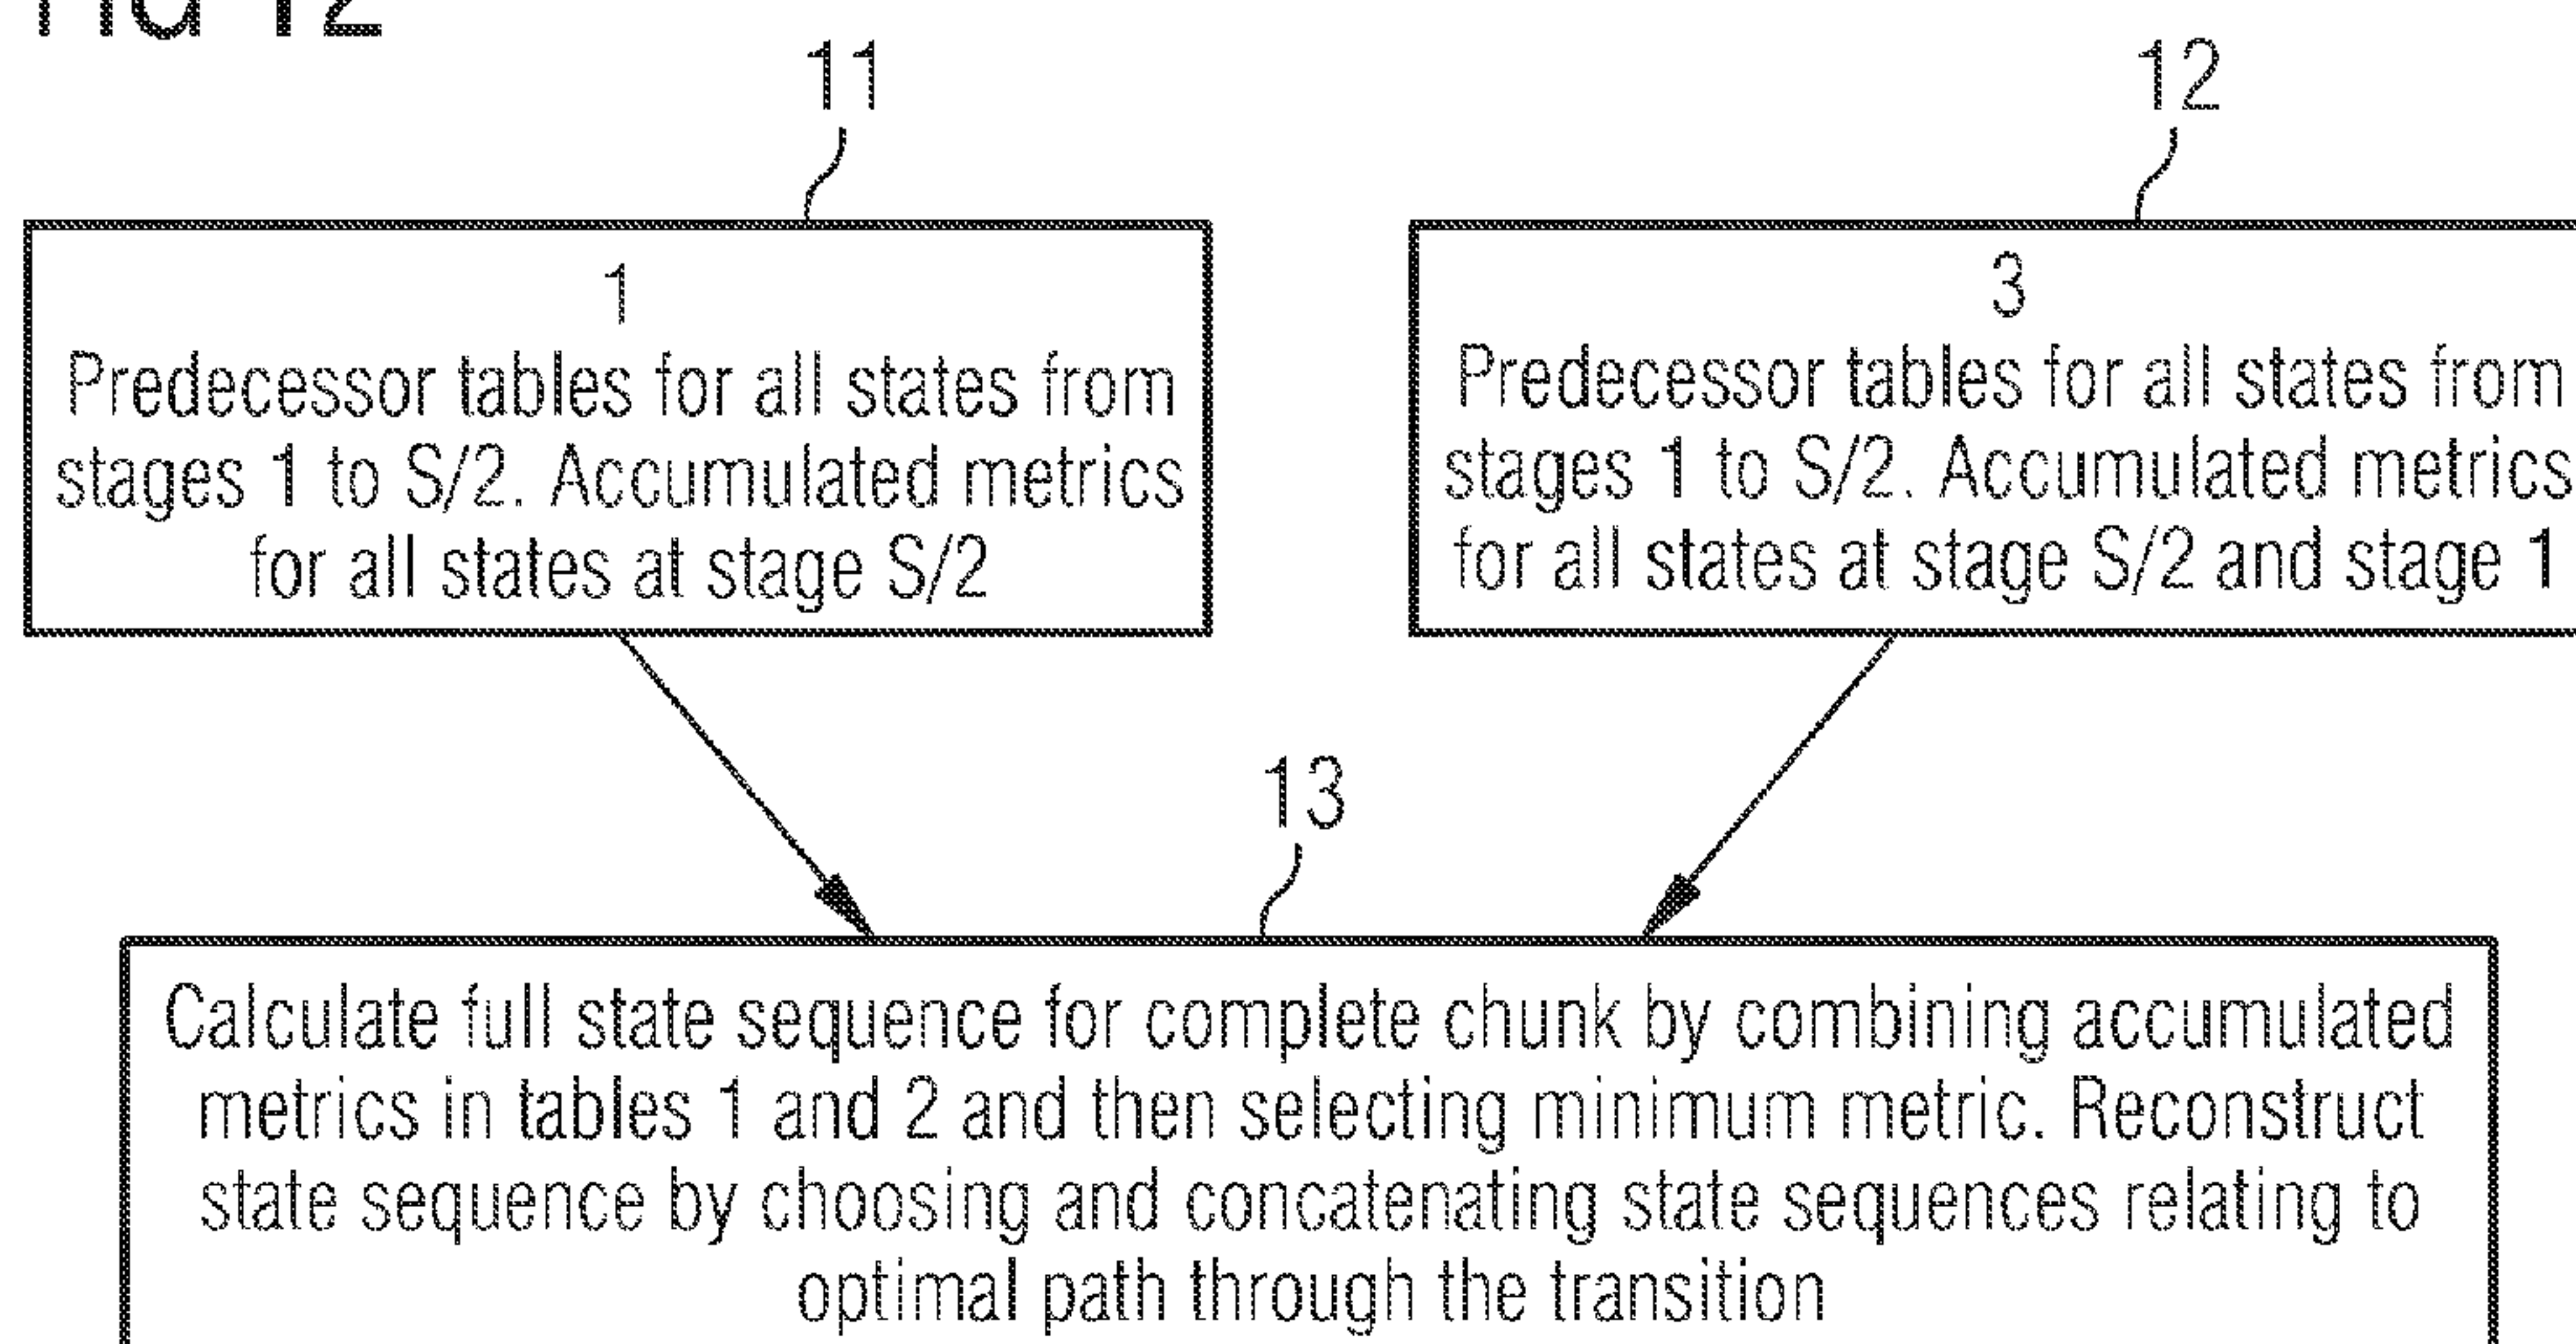 FIG 12
11
12
1
Predecessor tables for all states from
stages 1 to S/2. Accumulated metrics
for all states at stage S/2
3
Predecessor tables for all states from
stages 1 to S/2. Accumulated metrics
for all states at stage S/2 and stage 1
13
Calculate full state sequence for complete chunk by combining accumulated
metrics in tables 1 and 2 and then selecting minimum metric. Reconstruct
state sequence by choosing and concatenating state sequences relating to
optimal path through the transition